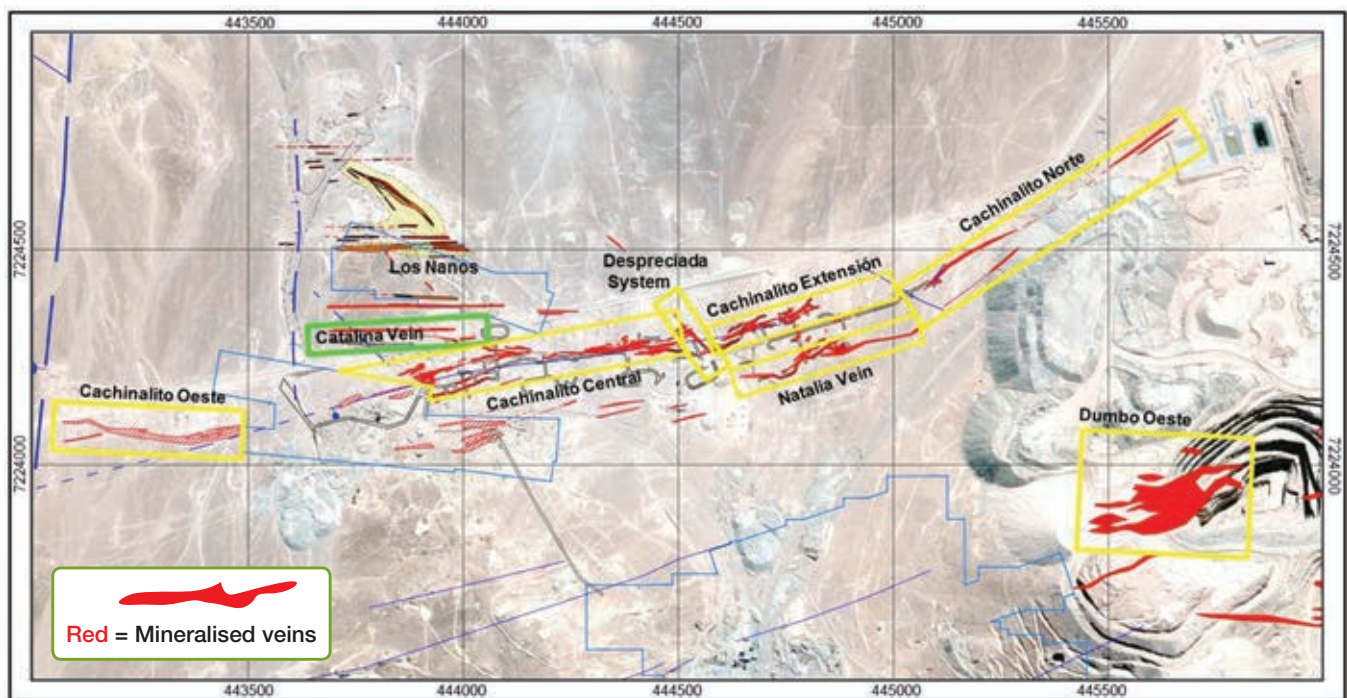 443500
444000
444500
445000
445500
7224500
7224500
Cachinalito Norte
Despreciada
System
Los Nanos
Cachinalito Extensión
Catalina Vein
Cachinalito Central
Natalia Vein
Cachinalito Oeste
Dumbo Oeste
7224000
7224000
Red = Mineralised veins
443500
444000
444500
445000
445500